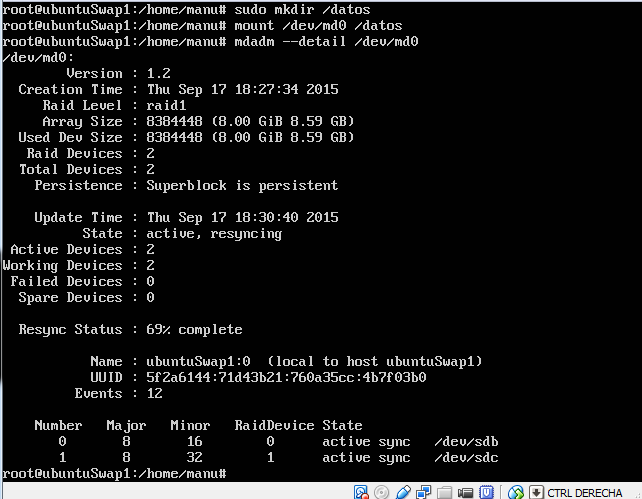 root@ubuntuSwap1:/home/manu# sudo mkdir /datos
root@ubuntuSwap1:/home/manu# mount /dev/md0 /datos
root@ubuntuSwap1:/home/manu# mdadm --detail /dev/md0
/dev/md0:
Version : 1.2
Creation Time : Thu Sep 17 18:27:34 2015
Raid Level : raid1
Array Size : 8384448 (8.00 GiB 8.59 GB)
Used Dev Size : 8384448 (8.00 GiB 8.59 GB)
Raid Devices : 2
Total Devices : 2
Persistence : Superblock is persistent
Update Time : Thu Sep 17 18:30:40 2015
State : active, resyncing
Active Devices : 2
Working Devices : 2
Failed Devices : 0
Spare Devices : 0
Resync Status : 69% complete
Name : ubuntuSwap1:0  (local to host ubuntuSwap1)
UUID : 5f2a6144:71d43b21:760a35cc:4b7f03b0
Events : 12
Number   Major   Minor   RaidDevice State
0       8       16        0      active sync   /dev/sdb
1       8       32        1      active sync   /dev/sdc
root@ubuntuSwap1:/home/manu#
CTRL DERECHA